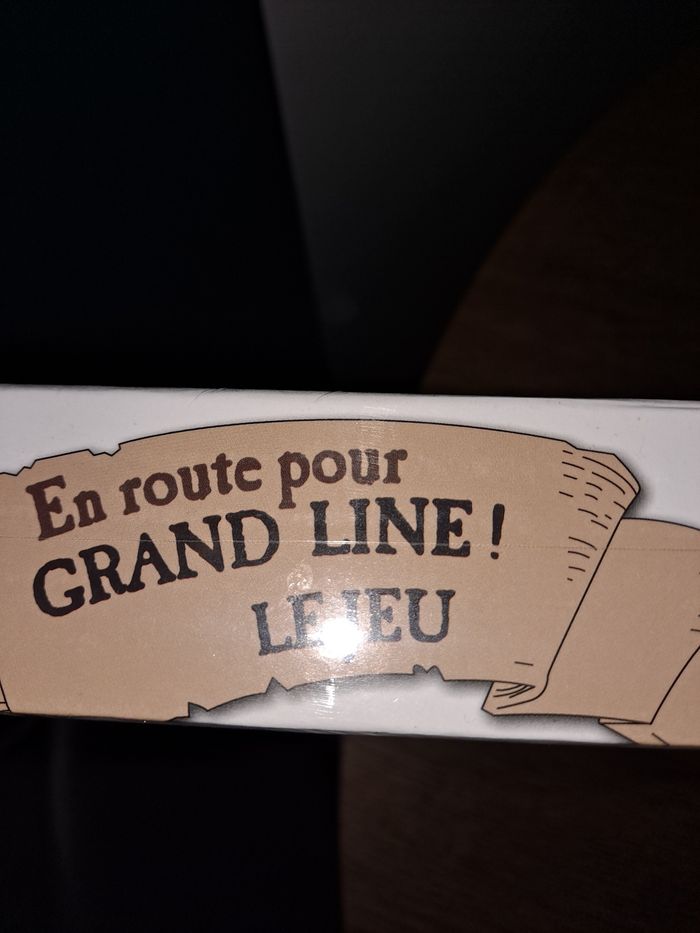 En route pour
GRAND LINE !
LE JEU